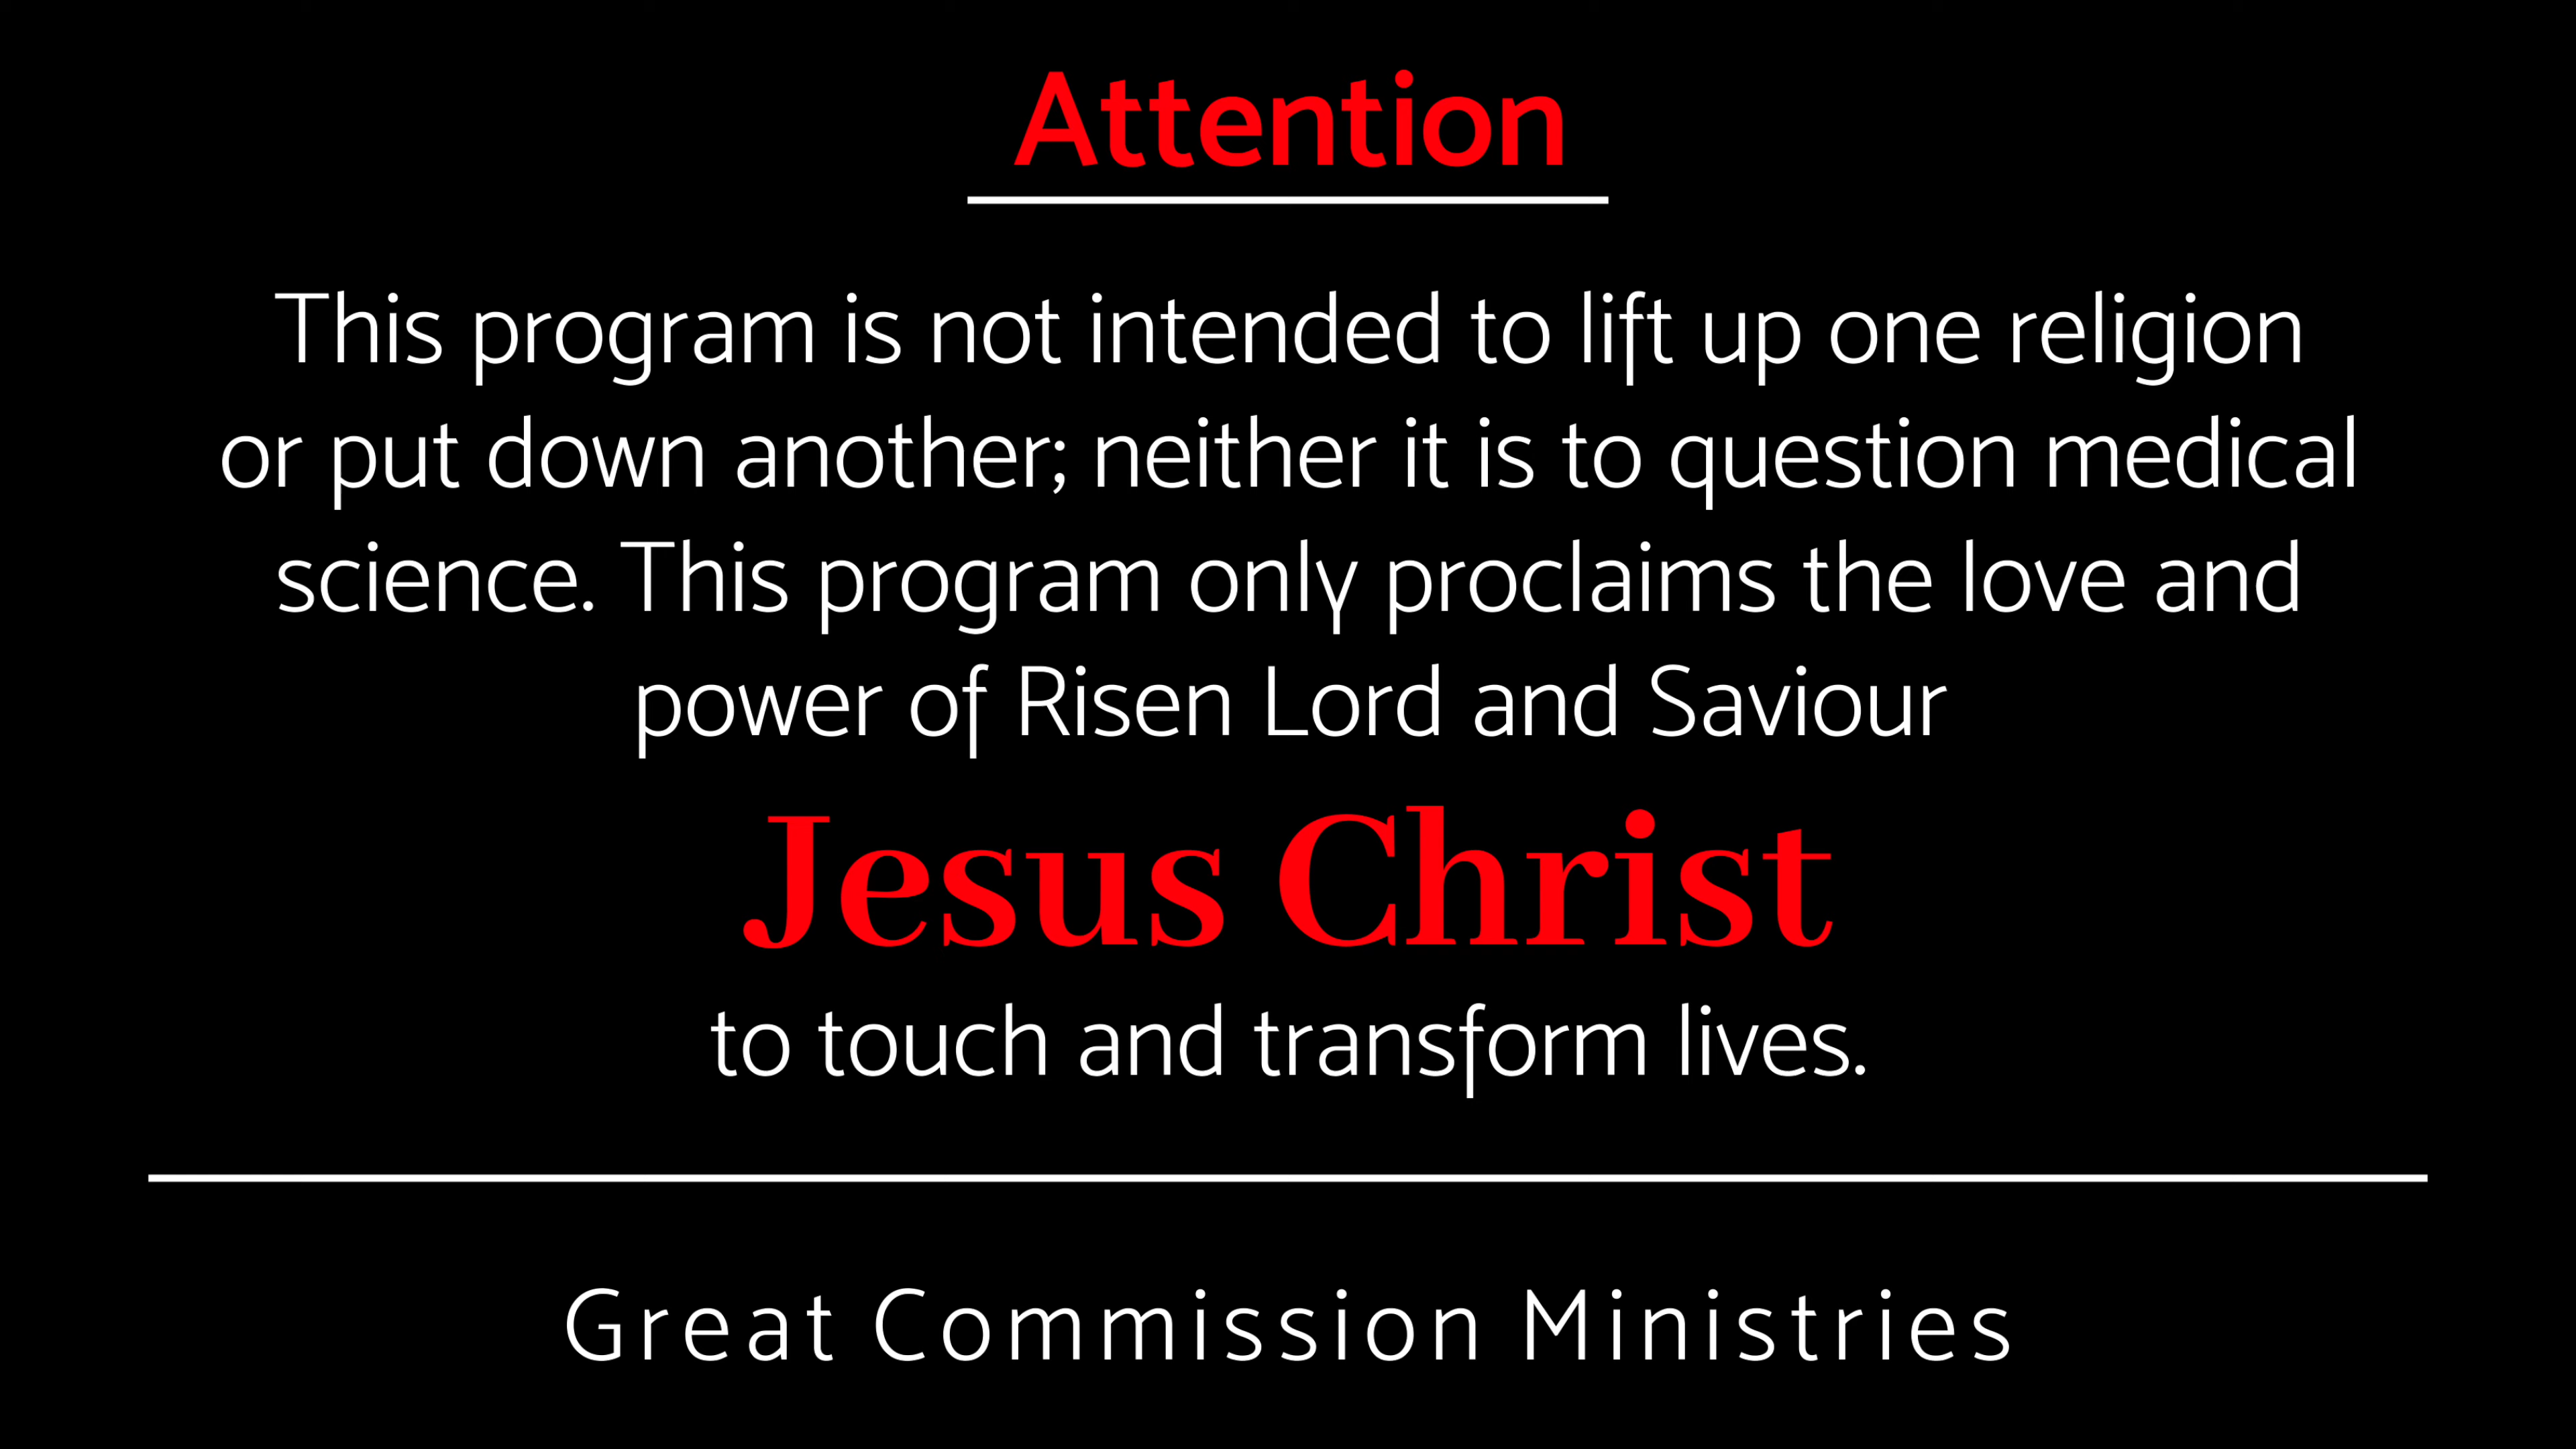 Attention
This program is not intended to lift up one religion
or put down another; neither it is to question medical
science. This program only proclaims the love and
power of Risen Lord and Saviour
Jesus Christ
to touch and transform lives.
Great Commission Ministries